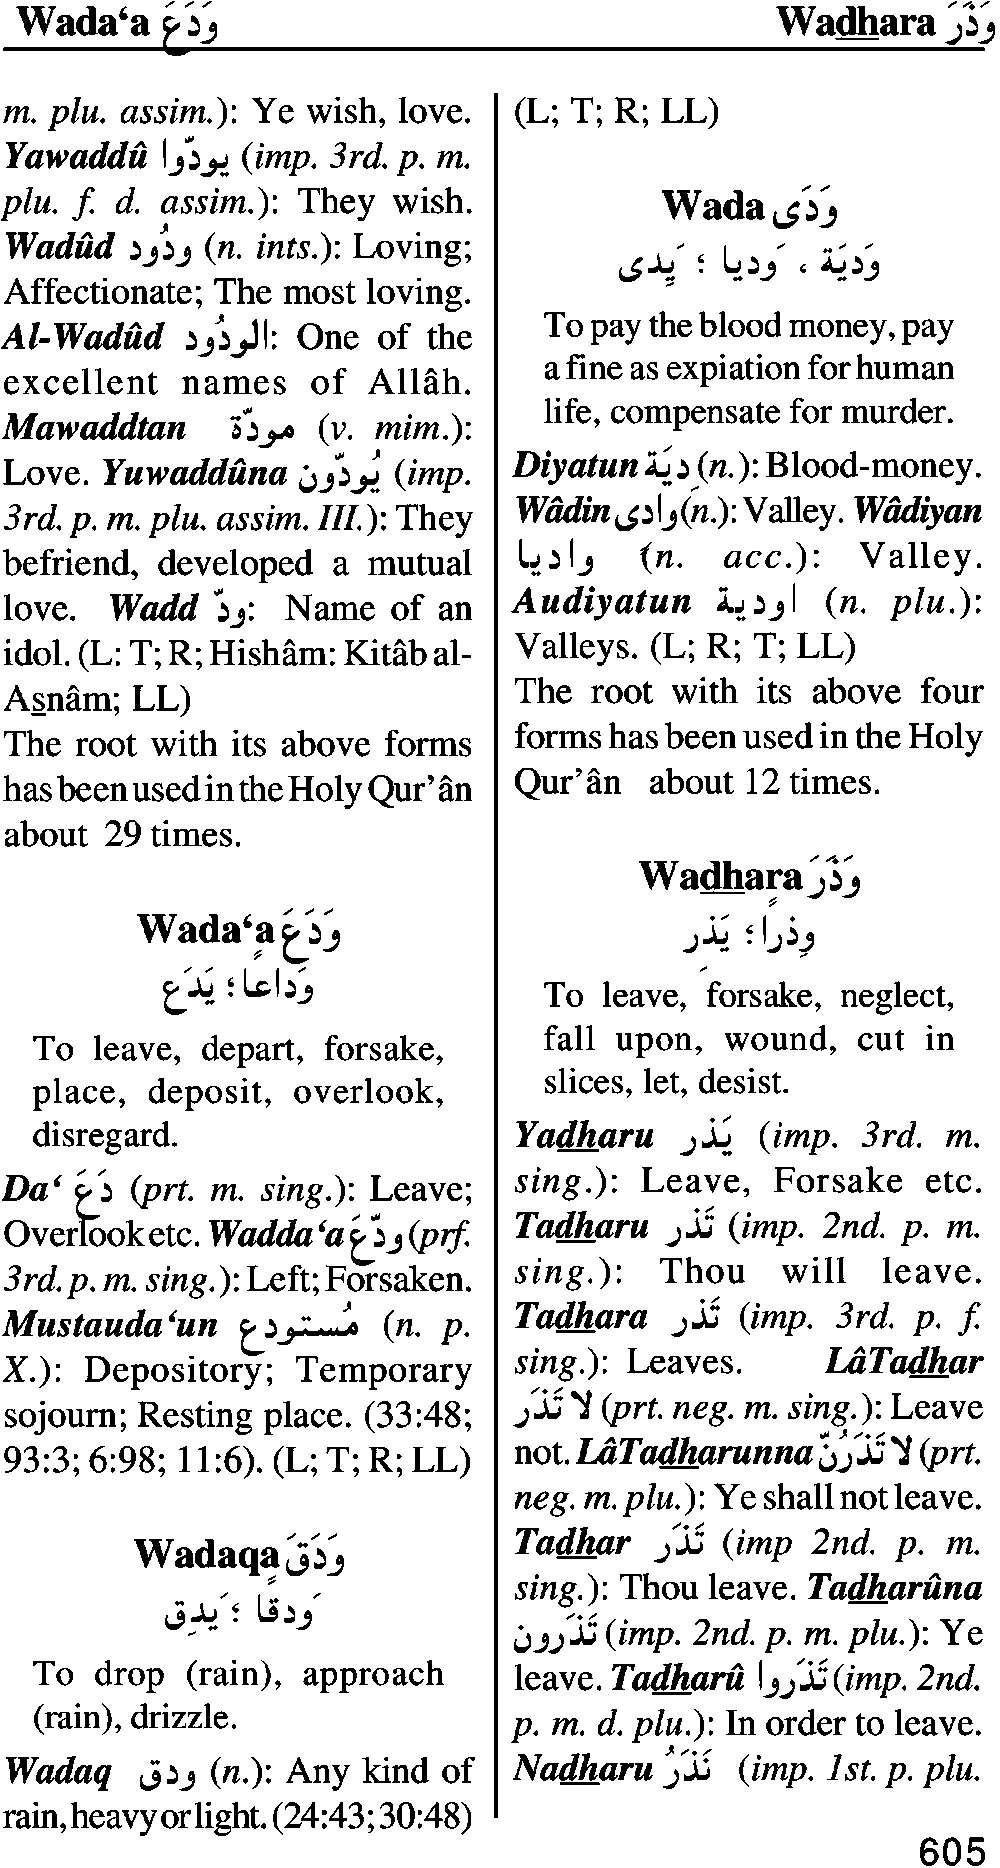 Wada‘a وَدَعَ
Wadhara وَذَرَ
m. plu. assim.): Ye wish, love.
Yawaddû يودّوا (imp. 3rd. p. m.
plu. f. d. assim.): They wish.
Wadûd ودُود (n. ints.): Loving;
Affectionate; The most loving.
Al-Wadûd الودُود: One of the
excellent names of Allâh.
Mawaddtan مودّة (v. mim.):
Love. Yuwaddûna يُودّون (imp.
3rd. p. m. plu. assim. III.): They
befriend, developed a mutual
love. Wadd ودّ: Name of an
idol. (L: T; R; Hishâm: Kitâb al-
Asnâm; LL)
The root with its above forms
has been used in the Holy Qur’ân
about 29 times.
Wada‘a وَدَعَ
وَداعًا؛ يَدَع
To leave, depart, forsake,
place, deposit, overlook,
disregard.
Da‘ دَعَ (prt. m. sing.): Leave;
Overlook etc. Wadda‘a ودّعَ (prf.
3rd. p. m. sing.): Left; Forsaken.
Mustauda‘un مُستودع (n. p.
X.): Depository; Temporary
sojourn; Resting place. (33:48;
93:3; 6:98; 11:6). (L; T; R; LL)
Wadaqa وَدَقَ
وَدقا؛ يَدِق
To drop (rain), approach
(rain), drizzle.
Wadaq ودق (n.): Any kind of
rain, heavy or light. (24:43; 30:48)
(L; T; R; LL)
Wada وَدَى
وَديَة ، وَديا ؛ يَدِى
To pay the blood money, pay
a fine as expiation for human
life, compensate for murder.
Diyatun ديَة (n.): Blood-money.
Wâdin وادى (n.): Valley. Wâdiyan
واديا (n. acc.): Valley.
Audiyatun اودية (n. plu.):
Valleys. (L; R; T; LL)
The root with its above four
forms has been used in the Holy
Qur’ân about 12 times.
Wadhara وَذَرَ
وِذرًا؛ يَذَر
To leave, forsake, neglect,
fall upon, wound, cut in
slices, let, desist.
Yadharu يَذَر (imp. 3rd. m.
sing.): Leave, Forsake etc.
Tadharu تَذَر (imp. 2nd. p. m.
sing.): Thou will leave.
Tadhara تَذَر (imp. 3rd. p. f.
sing.): Leaves. LâTadhar
لا تَذَر (prt. neg. m. sing.): Leave
not. LâTadharunna لا تَذَرُنّ (prt.
neg. m. plu.): Ye shall not leave.
Tadhar تَذَر (imp 2nd. p. m.
sing.): Thou leave. Tadharûna
تَذَرون (imp. 2nd. p. m. plu.): Ye
leave. Tadharû تَذَروا (imp. 2nd.
p. m. d. plu.): In order to leave.
Nadharu نَذَرُ (imp. 1st. p. plu.
605